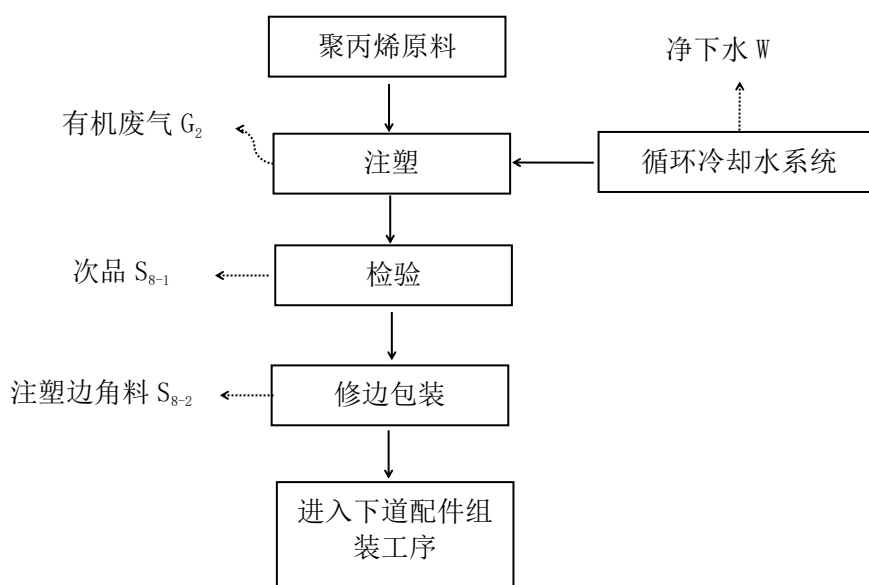 聚丙烯原料
净下水 W
有机废气 G₂
注塑
循环冷却水系统
次品 S₈₋₁
检验
注塑边角料 S₈₋₂
修边包装
进入下道配件组
装工序